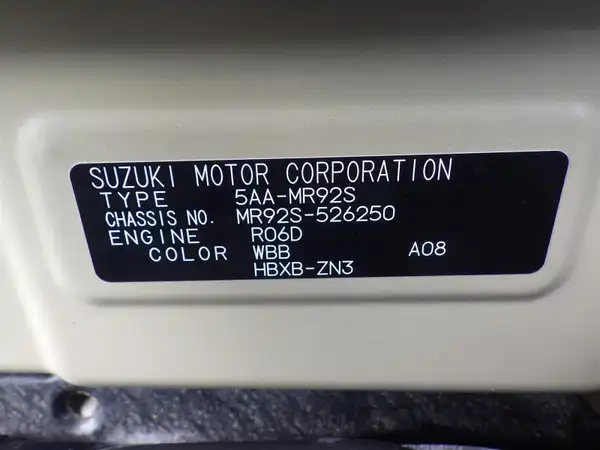 SUZUKI MOTOR CORPORATION
TYPE 5AA-MR92S
CHASSIS NO. MR92S-526250
ENGINE R06D
COLOR WBB A08
HBXB-ZN3